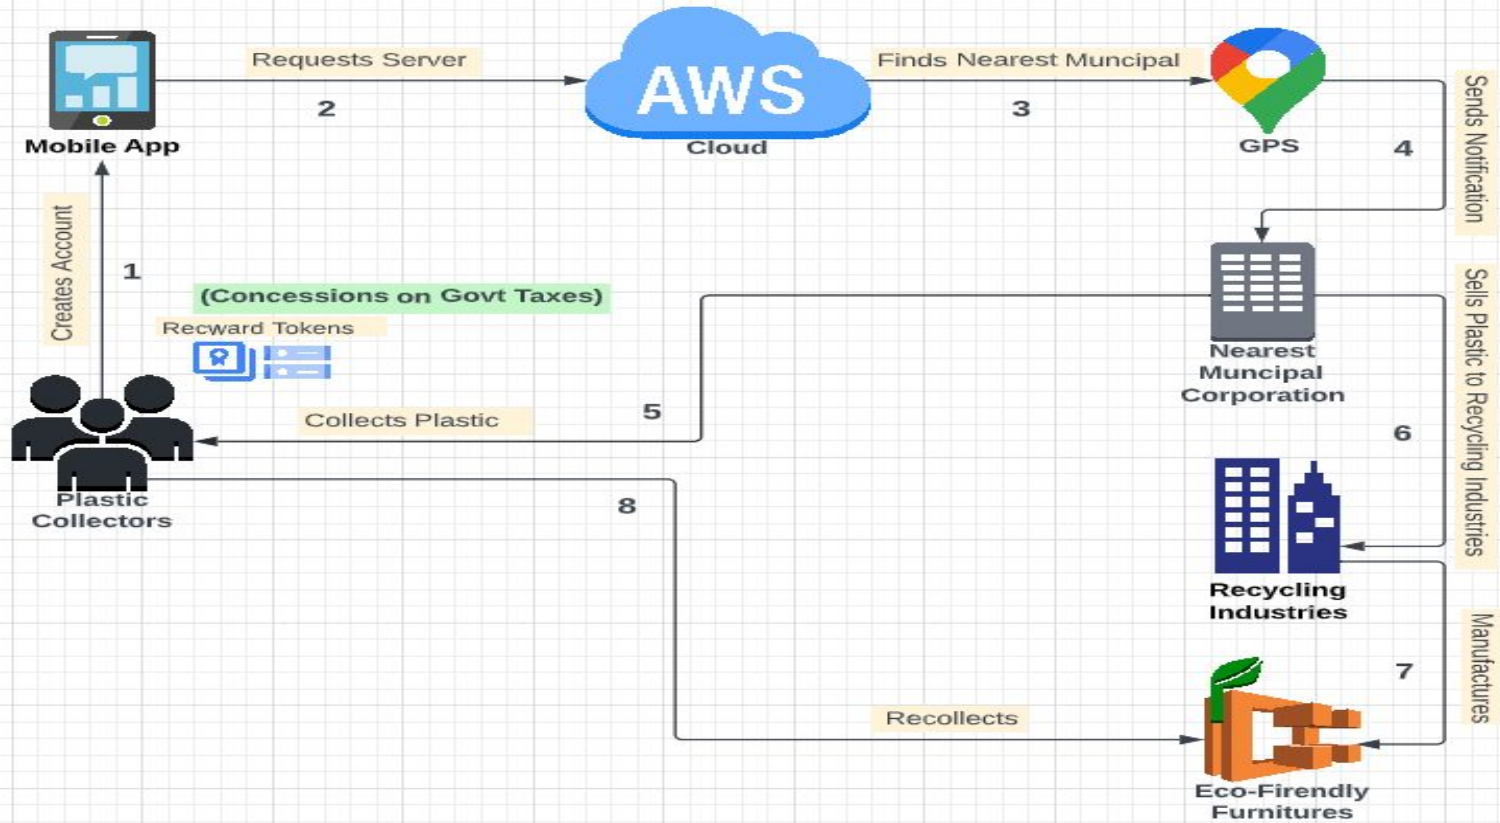 Requests Server
AWS
Finds Nearest Muncipal
2
3
Mobile App
Cloud
GPS
4
Sends Notification
Creates Account
1
(Concessions on Govt Taxes)
Recward Tokens
Nearest
Muncipal
Corporation
Collects Plastic
5
6
Sells Plastic to Recycling Industries
Plastic
Collectors
8
Recycling
Industries
7
Manufactures
Recollects
Eco-Firendly
Furnitures